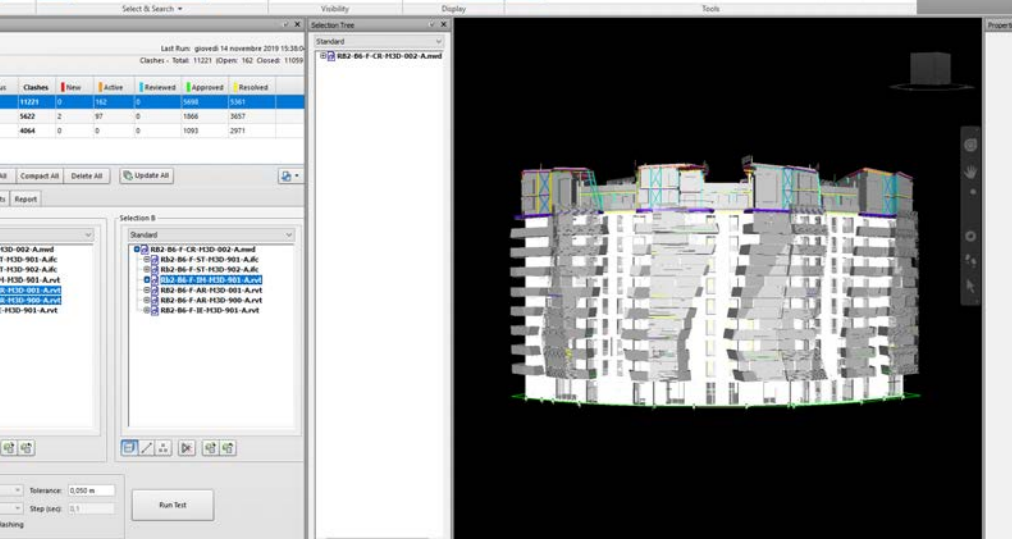 Select & Search
Visibility
Display
Tools
Selection Tree
Properti
Standard
RB2-B6-F-CR-M3D-002-A.nwd
Last Run: giovedì 14 novembre 2019 15:38:0
Clashes - Total: 11221 (Open: 162 Closed: 11059
us Clashes New Active Reviewed Approved Resolved
11221 0 162 0 5698 5361
5622 2 97 0 1866 3657
4064 0 0 0 1093 2971
All Compact All Delete All Update All
ts Report
Selection B
Standard
M3D-002-A.nwd
T-M3D-901-A.ifc
T-M3D-902-A.ifc
M-M3D-901-A.rvt
R-M3D-001-A.rvt
R-M3D-900-A.rvt
E-M3D-901-A.rvt
RB2-B6-F-CR-M3D-002-A.nwd
Rb2-B6-F-ST-M3D-901-A.ifc
Rb2-B6-F-ST-M3D-902-A.ifc
Rb2-B6-F-IM-M3D-901-A.rvt
RB2-B6-F-AR-M3D-001-A.rvt
RB2-B6-F-AR-M3D-900-A.rvt
RB2-B6-F-IE-M3D-901-A.rvt
Tolerance: 0,050 m
Step (sec): 0,1
Run Test
lashing